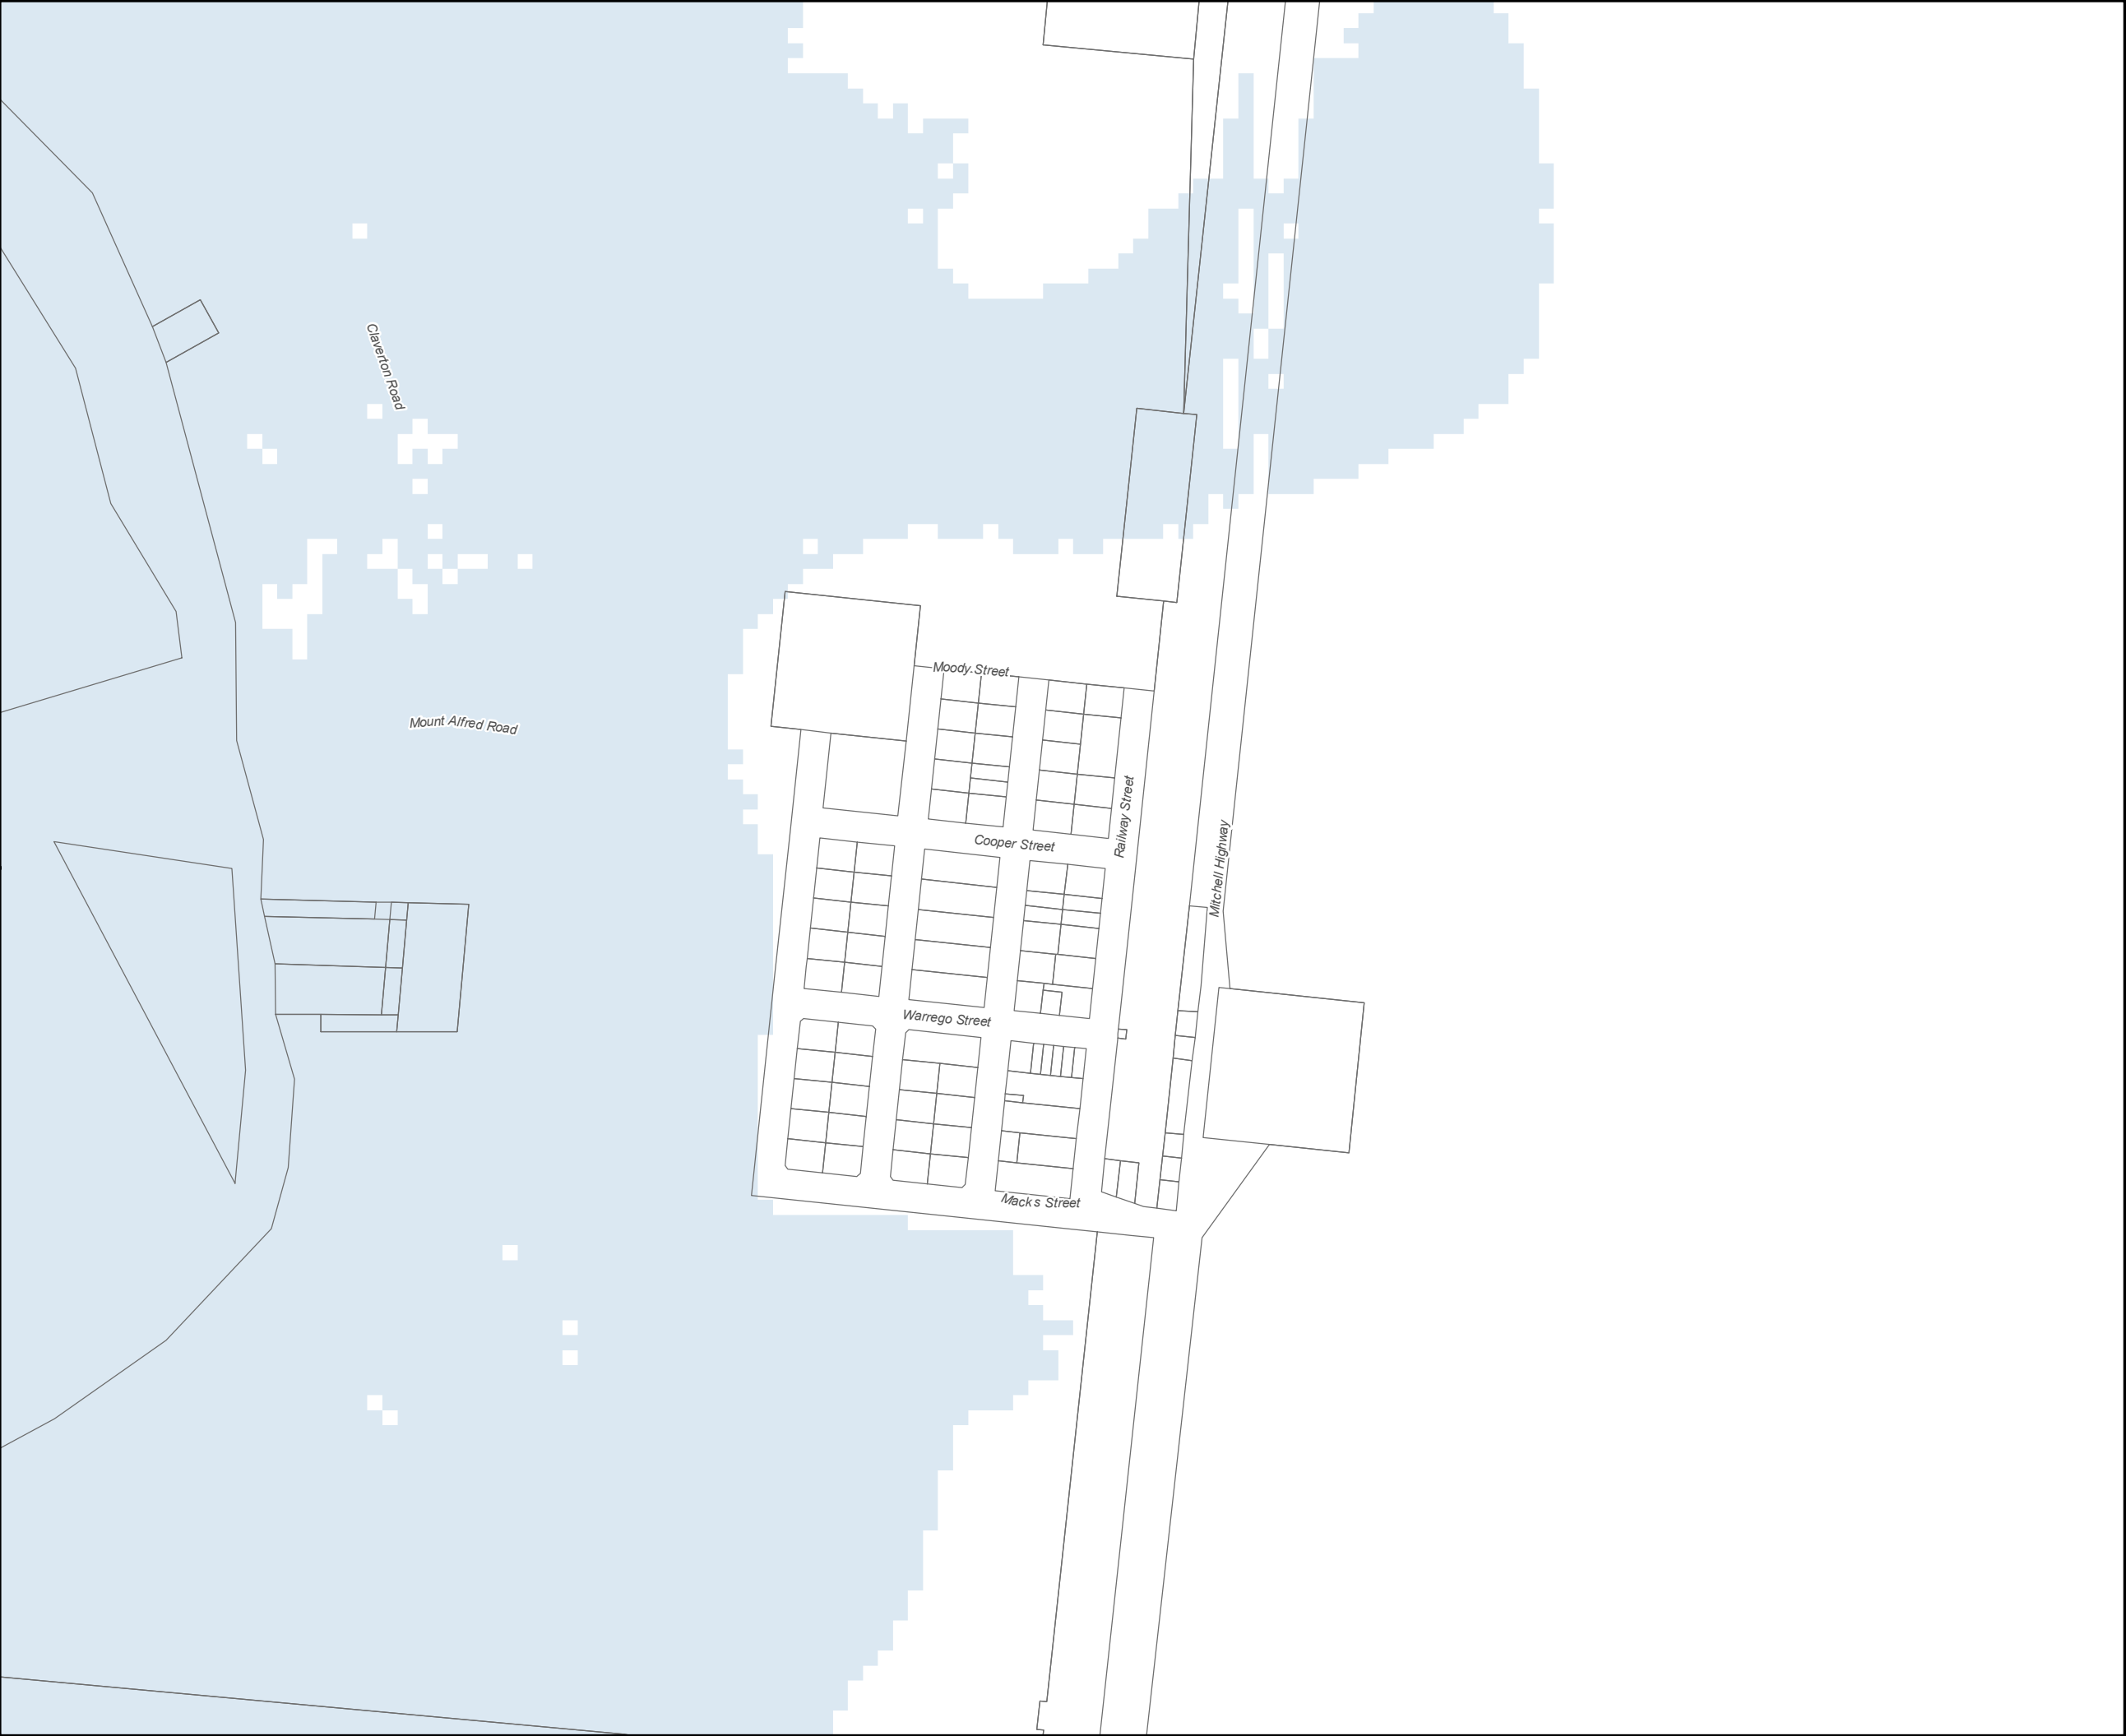 Claverton Road
Moody Street
Mount Alfred Road
Railway Street
Cooper Street
Mitchell Highway
Warrego Street
Macks Street